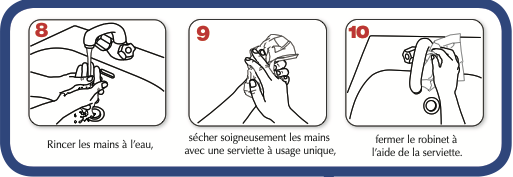 8
Rincer les mains à l'eau,
9
sécher soigneusement les mains
avec une serviette à usage unique,
10
fermer le robinet à
l'aide de la serviette.